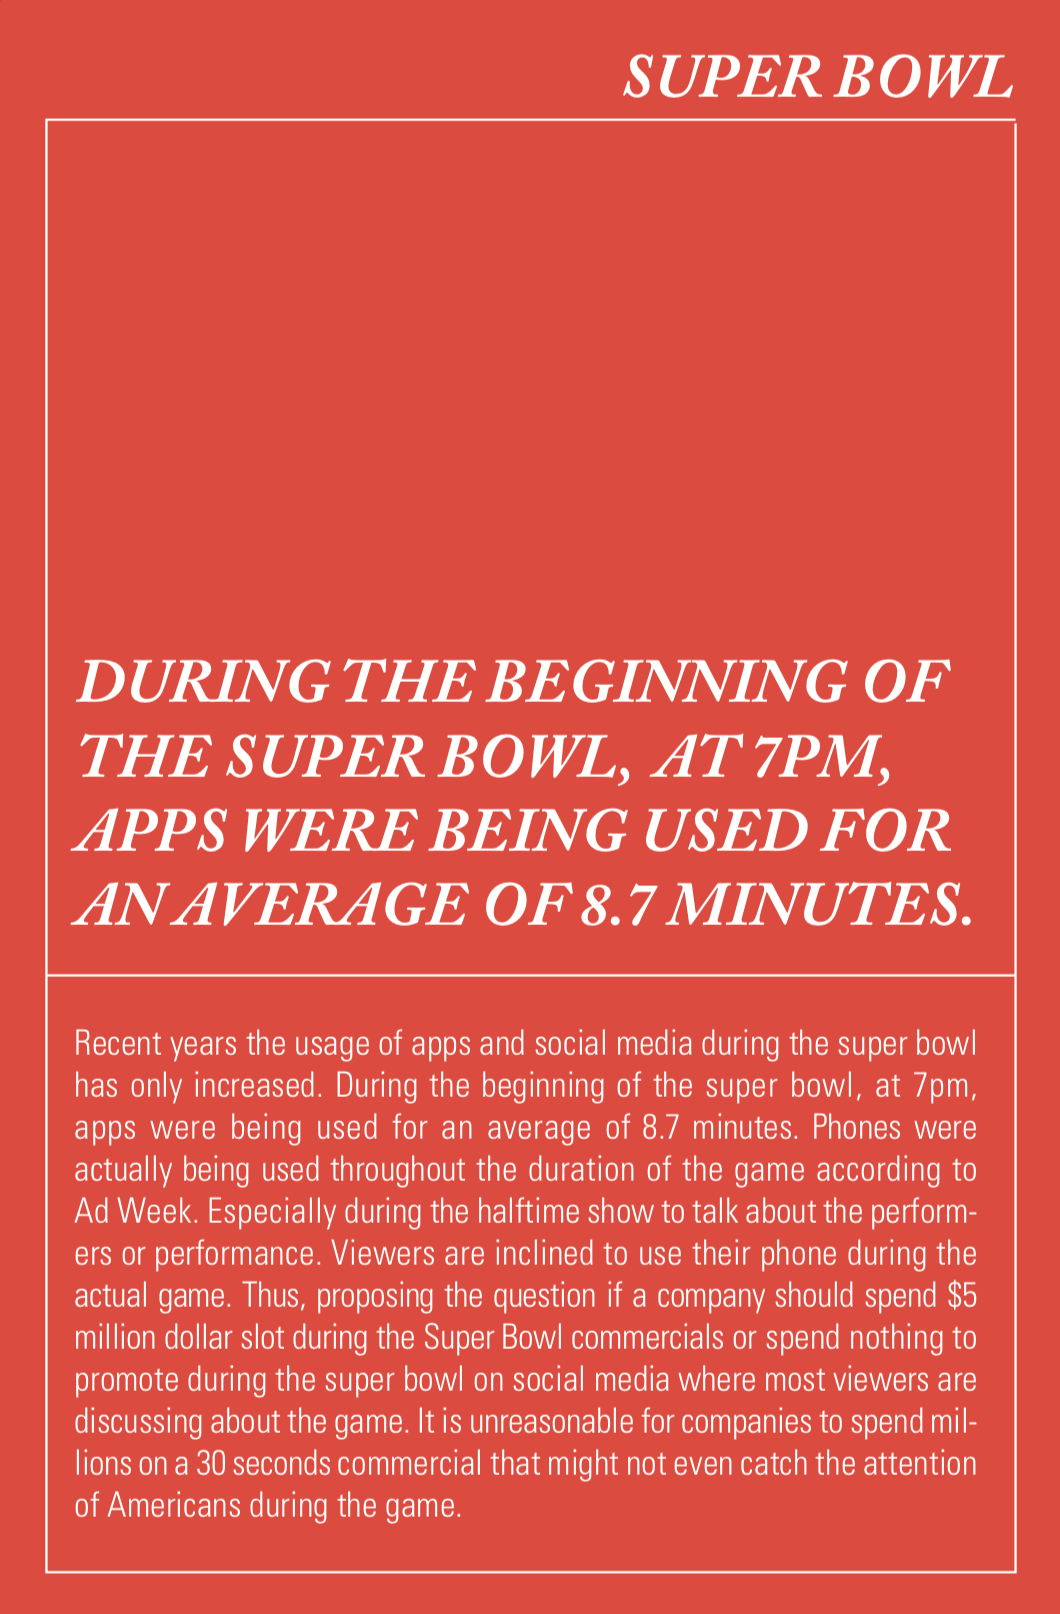 SUPER BOWL
DURING THE BEGINNING OF
THE SUPER BOWL, AT 7PM,
APPS WERE BEING USED FOR
AN AVERAGE OF 8.7 MINUTES.
Recent years the usage of apps and social media during the super bowl
has only increased. During the beginning of the super bowl, at 7pm,
apps were being used for an average of 8.7 minutes. Phones were
actually being used throughout the duration of the game according to
Ad Week. Especially during the halftime show to talk about the perform-
ers or performance. Viewers are inclined to use their phone during the
actual game. Thus, proposing the question if a company should spend $5
million dollar slot during the Super Bowl commercials or spend nothing to
promote during the super bowl on social media where most viewers are
discussing about the game. It is unreasonable for companies to spend mil-
lions on a 30 seconds commercial that might not even catch the attention
of Americans during the game.